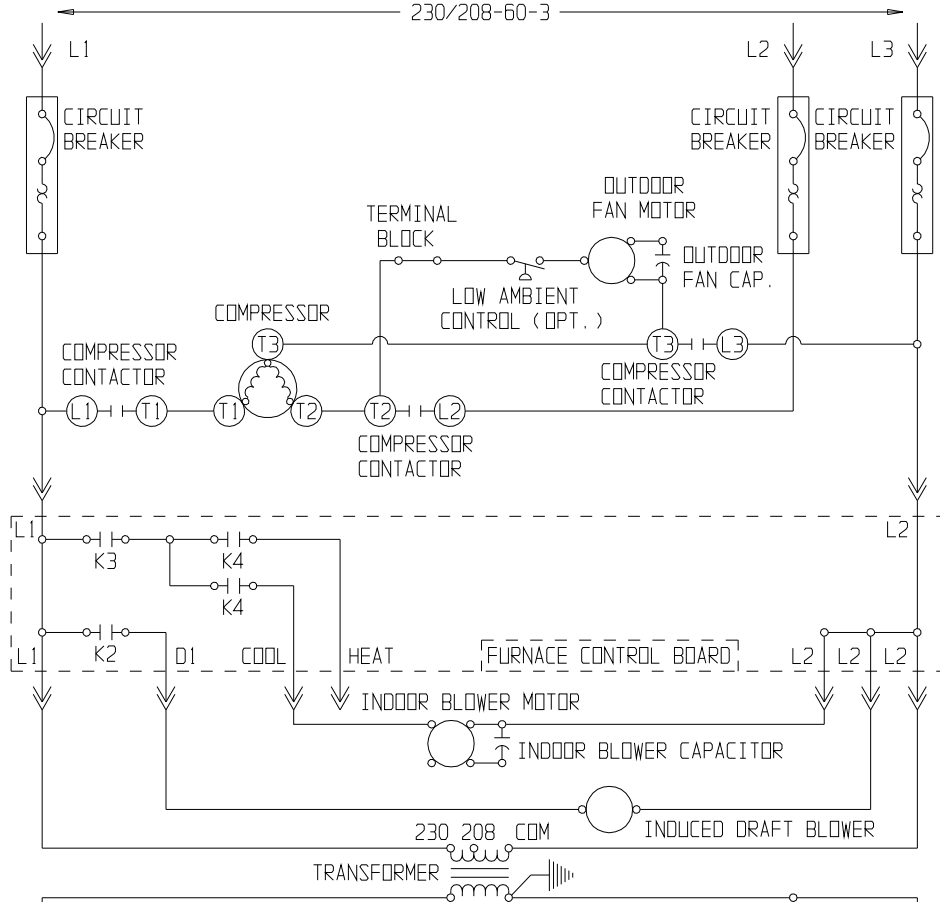 230/208-60-3
L1
L2
L3
CIRCUIT
BREAKER
CIRCUIT
BREAKER
CIRCUIT
BREAKER
OUTDOOR
FAN MOTOR
TERMINAL
BLOCK
OUTDOOR
FAN CAP.
LOW AMBIENT
CONTROL (OPT.)
COMPRESSOR
T3
T3
L3
COMPRESSOR
CONTACTOR
COMPRESSOR
CONTACTOR
L1
T1
T1
T2
T2
L2
COMPRESSOR
CONTACTOR
L1
L2
K3
K4
K4
K2
L1
D1
COOL
HEAT
FURNACE CONTROL BOARD
L2
L2
L2
INDOOR BLOWER MOTOR
INDOOR BLOWER CAPACITOR
INDUCED DRAFT BLOWER
230 208 COM
TRANSFORMER